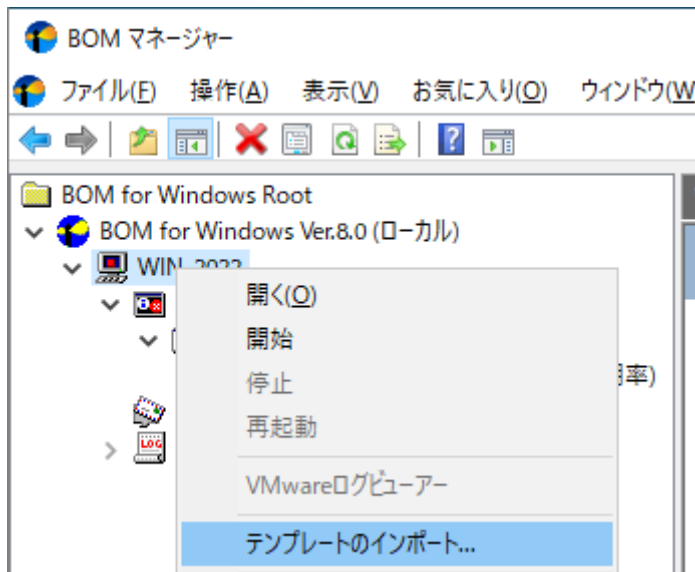 BOM マネージャー
ファイル(F) 操作(A) 表示(V) お気に入り(O) ウィンドウ(W
BOM for Windows Root
BOM for Windows Ver.8.0 (ローカル)
WIN-2022
開く(O)
開始
停止
用率)
再起動
LOG
VMwareログビューアー
テンプレートのインポート...